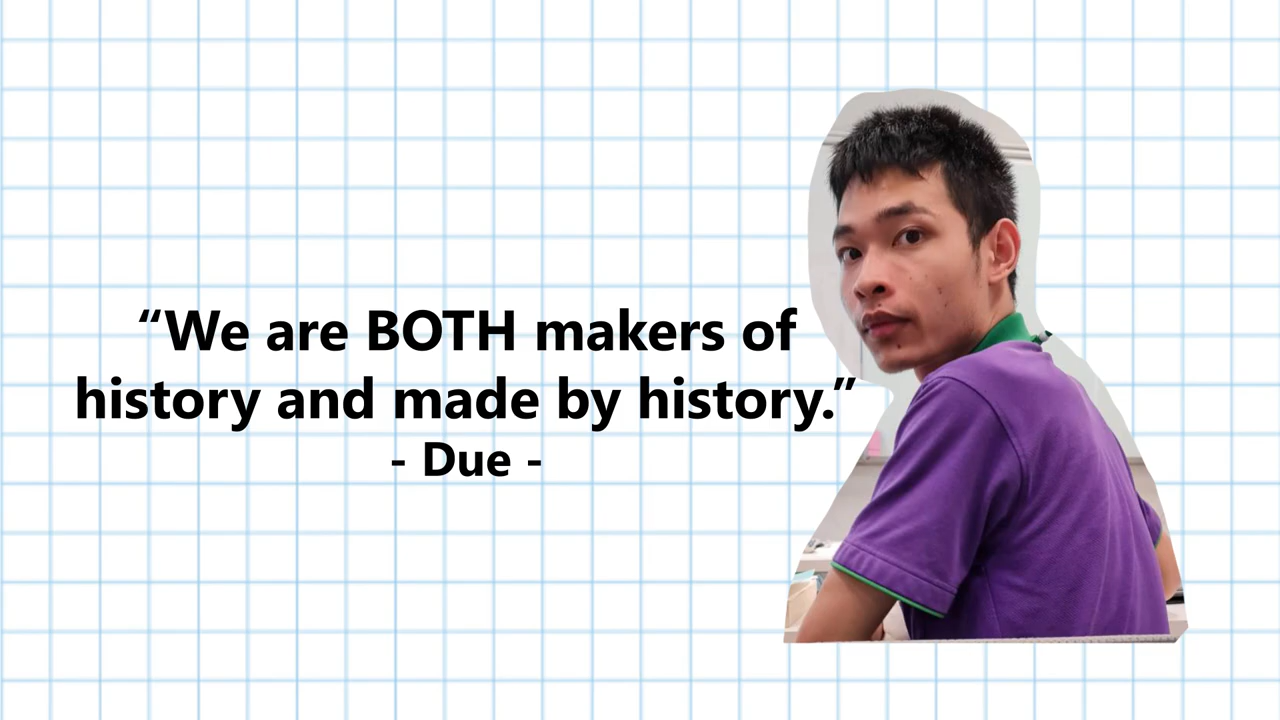 “We are BOTH makers of
history and made by history.”
- Due -